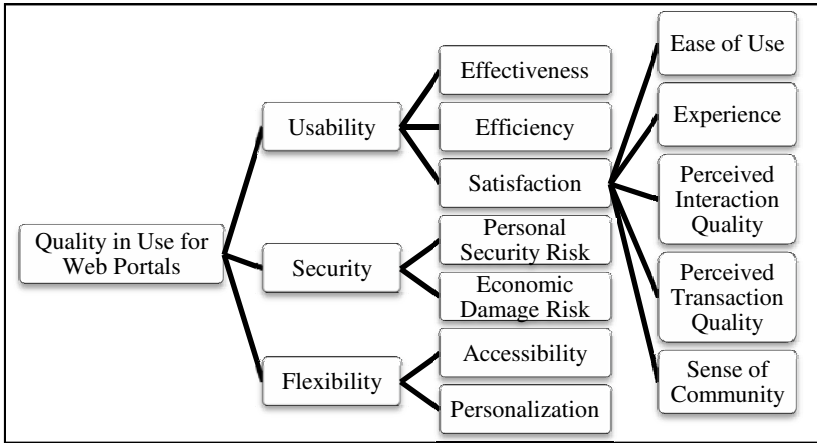 Quality in Use for
Web Portals
Usability
Security
Flexibility
Effectiveness
Efficiency
Satisfaction
Personal
Security Risk
Economic
Damage Risk
Accessibility
Personalization
Ease of Use
Experience
Perceived
Interaction
Quality
Perceived
Transaction
Quality
Sense of
Community